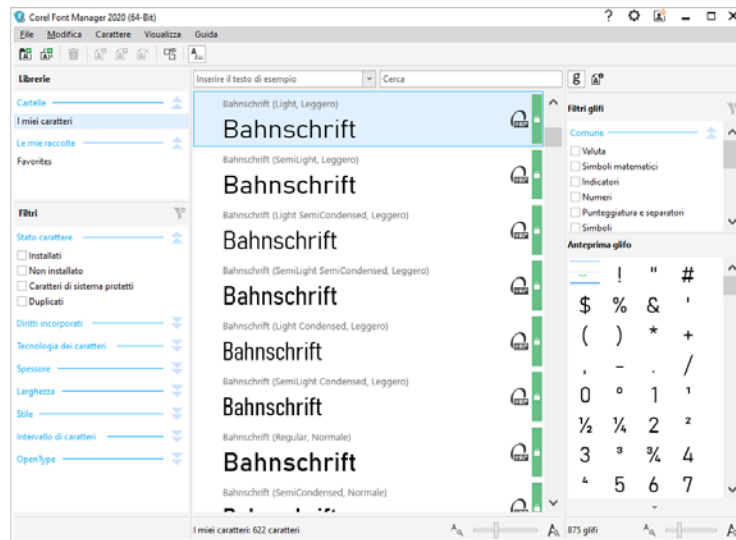 Corel Font Manager 2020 (64-Bit)
File Modifica Carattere Visualizza Guida
Librerie
Cartelle
I miei caratteri
Le mie raccolte
Favorites
Filtri
Stato carattere
Installati
Non installato
Caratteri di sistema protetti
Duplicati
Diritti incorporati
Tecnologia dei caratteri
Spessore
Larghezza
Stile
Intervallo di caratteri
OpenType
Inserire il testo di esempio
Cerca
Bahnschrift (Light, Leggero)
Bahnschrift
Bahnschrift (SemiLight, Leggero)
Bahnschrift
Bahnschrift (Light SemiCondensed, Leggero)
Bahnschrift
Bahnschrift (SemiLight SemiCondensed, Leggero)
Bahnschrift
Bahnschrift (Light Condensed, Leggero)
Bahnschrift
Bahnschrift (SemiLight Condensed, Leggero)
Bahnschrift
Bahnschrift (Regular, Normale)
Bahnschrift
Bahnschrift (SemiCondensed, Normale)
I miei caratteri: 622 caratteri
Filtri glifi
Comune
Valuta
Simboli matematici
Indicatori
Numeri
Punteggiatura e separatori
Simboli
Anteprima glifo
! " #
$ % & '
( ) * +
, - . /
0 ° 1 ¹
½ ¼ 2 ²
3 ³ ¾ 4
⁴ 5 6 7
875 glifi